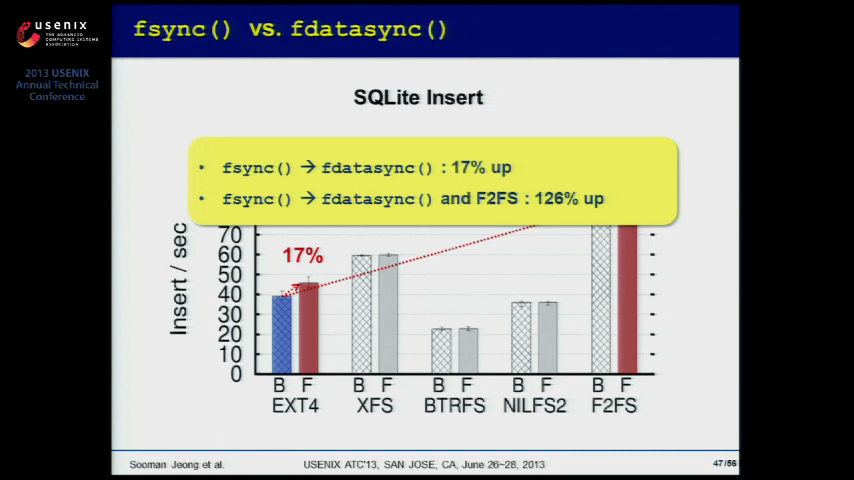 usenix
THE ADVANCED
COMPUTING SYSTEMS
ASSOCIATION
2013 USENIX
Annual Technical
Conference
fsync() vs. fdatasync()
SQLite Insert
• fsync() → fdatasync() : 17% up
• fsync() → fdatasync() and F2FS : 126% up
Insert / sec
70
60
50
40
30
20
10
0
17%
B F B F B F B F B F
EXT4 XFS BTRFS NILFS2 F2FS
Sooman Jeong et al. USENIX ATC'13, SAN JOSE, CA, June 26~28, 2013 47/56